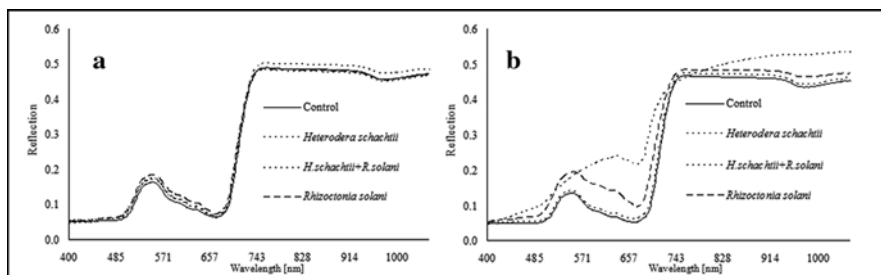 a
0.6
0.5
0.4
0.3
0.2
0.1
0.0
Reflection
Control
Heterodera schachtii
H.schachtii+R.solani
Rhizoctonia solani
400 485 571 657 743 828 914 1000
Wavelength [nm]
b
0.6
0.5
0.4
0.3
0.2
0.1
0.0
Reflection
Control
Heterodera schachtii
H.schachtii+R.solani
Rhizoctonia solani
400 485 571 657 743 828 914 1000
Wavelength [nm]